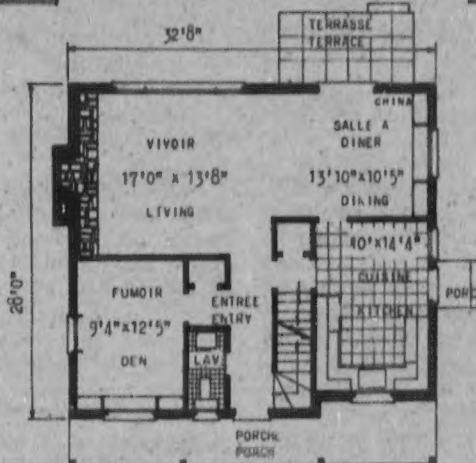 TERRASSE
TERRACE
32'8"
CHINA
VIVOIR
SALLE A
DINER
17'0" x 13'8"
13'10"x10'5"
LIVING
DINING
10'x14'4"
28'0"
FUMOIR
CUISINE
ENTREE
ENTRY
KITCHEN
PORC
9'4"x12'5"
DEN
LAV.
PORCHE
PORCH